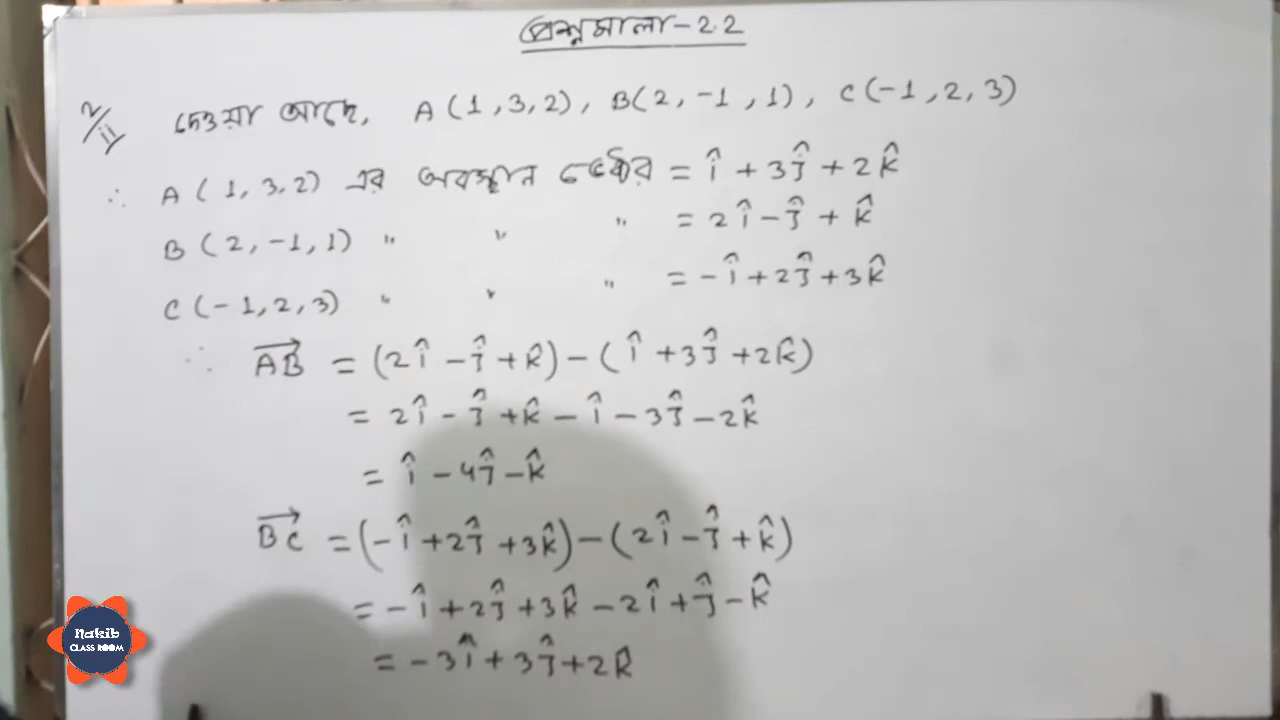 প্রশ্নমালা-2.2
2/ii দেওয়া আছে, A (1,3,2), B(2,-1,1), C(-1,2,3)
∴ A (1,3,2) এর অবস্থান ভেক্টর = î + 3ĵ + 2k̂
B (2,-1,1) " " " = 2î - ĵ + k̂
C (-1,2,3) " " " = -î + 2ĵ + 3k̂
∴ →AB = (2î - ĵ + k̂) - (î + 3ĵ + 2k̂)
= 2î - ĵ + k̂ - î - 3ĵ - 2k̂
= î - 4ĵ - k̂
→BC = (-î + 2ĵ + 3k̂) - (2î - ĵ + k̂)
= -î + 2ĵ + 3k̂ - 2î + ĵ - k̂
= -3î + 3ĵ + 2k̂
Nakib
CLASS ROOM